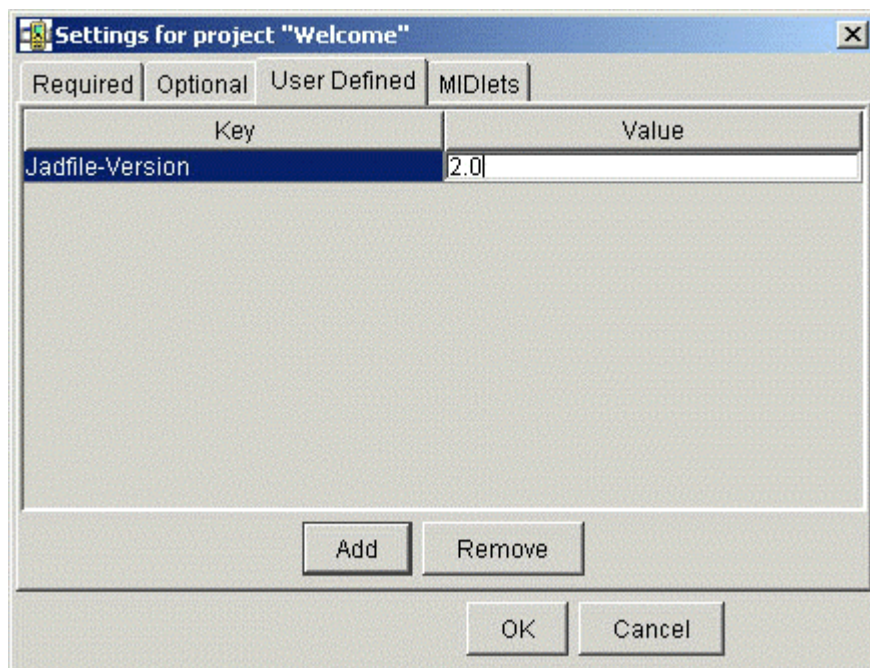 Settings for project "Welcome"
Required Optional User Defined MIDlets
Key Value
Jadfile-Version 2.0
Add Remove
OK Cancel